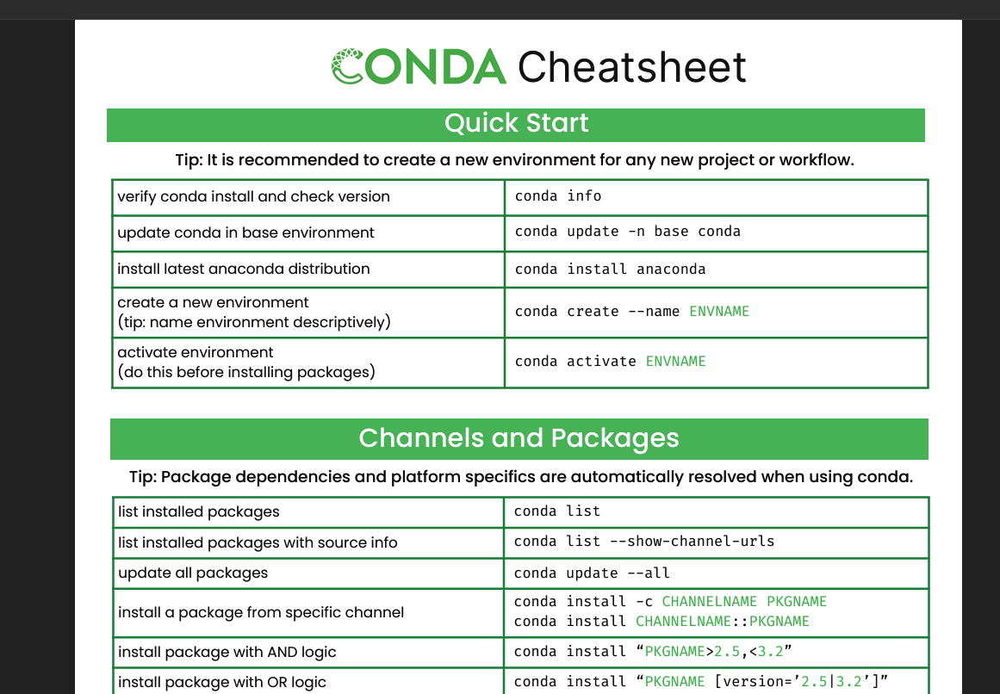 CONDA Cheatsheet
Quick Start
Tip: It is recommended to create a new environment for any new project or workflow.
verify conda install and check version
conda info
update conda in base environment
conda update -n base conda
install latest anaconda distribution
conda install anaconda
create a new environment
(tip: name environment descriptively)
conda create --name ENVNAME
activate environment
(do this before installing packages)
conda activate ENVNAME
Channels and Packages
Tip: Package dependencies and platform specifics are automatically resolved when using conda.
list installed packages
conda list
list installed packages with source info
conda list --show-channel-urls
update all packages
conda update --all
install a package from specific channel
conda install -c CHANNELNAME PKGNAME
conda install CHANNELNAME::PKGNAME
install package with AND logic
conda install “PKGNAME>2.5,<3.2”
install package with OR logic
conda install “PKGNAME [version=’2.5|3.2’]”